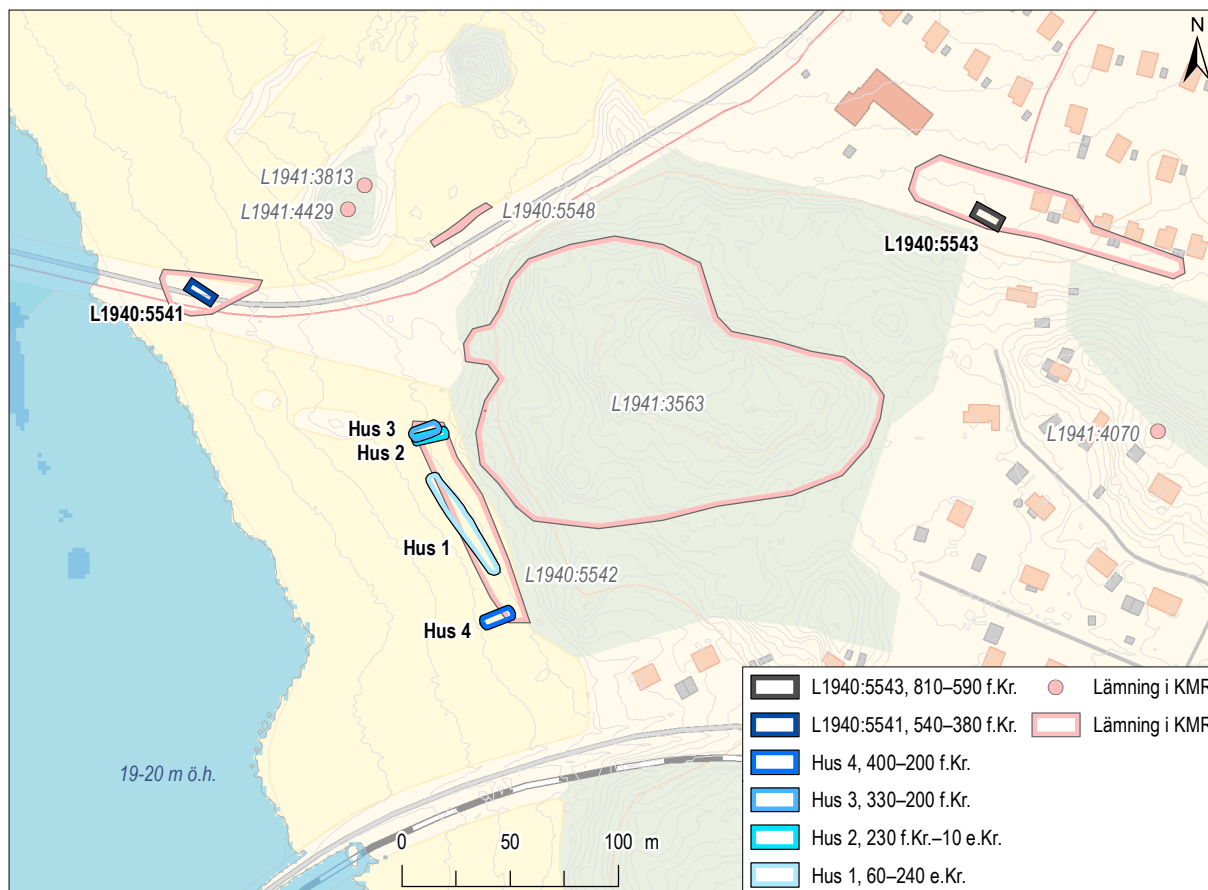 N
L1941:3813
L1941:4429
L1940:5548
L1940:5543
L1940:5541
L1941:3563
Hus 3
Hus 2
L1941:4070
Hus 1
L1940:5542
Hus 4
19-20 m ö.h.
0 50 100 m
L1940:5543, 810–590 f.Kr.
L1940:5541, 540–380 f.Kr.
Hus 4, 400–200 f.Kr.
Hus 3, 330–200 f.Kr.
Hus 2, 230 f.Kr.–10 e.Kr.
Hus 1, 60–240 e.Kr.
Lämning i KMR
Lämning i KMR